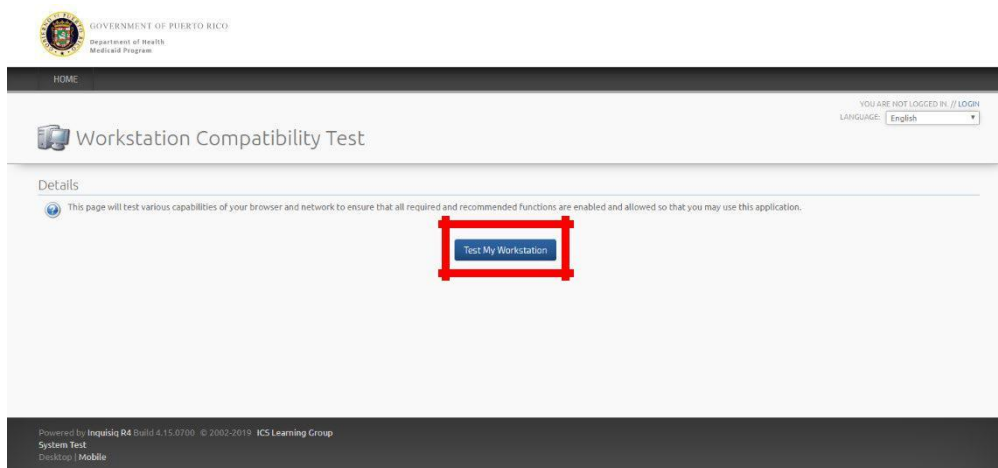 GOVERNMENT OF PUERTO RICO
Department of Health
Medicaid Program
HOME
YOU ARE NOT LOGGED IN. // LOGIN
LANGUAGE: English
Workstation Compatibility Test
Details
This page will test various capabilities of your browser and network to ensure that all required and recommended functions are enabled and allowed so that you may use this application.
Test My Workstation
Powered by Inquisiq R4 Build 4.15.0700 © 2002-2019 ICS Learning Group
System Test
Desktop | Mobile